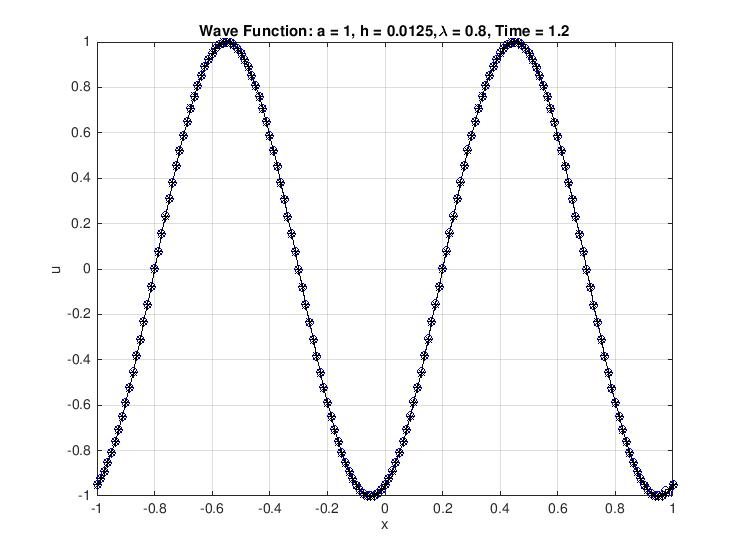 Wave Function: a = 1, h = 0.0125, λ = 0.8, Time = 1.2
1
0.8
0.6
0.4
0.2
0
-0.2
-0.4
-0.6
-0.8
-1
u
-1 -0.8 -0.6 -0.4 -0.2 0 0.2 0.4 0.6 0.8 1
x